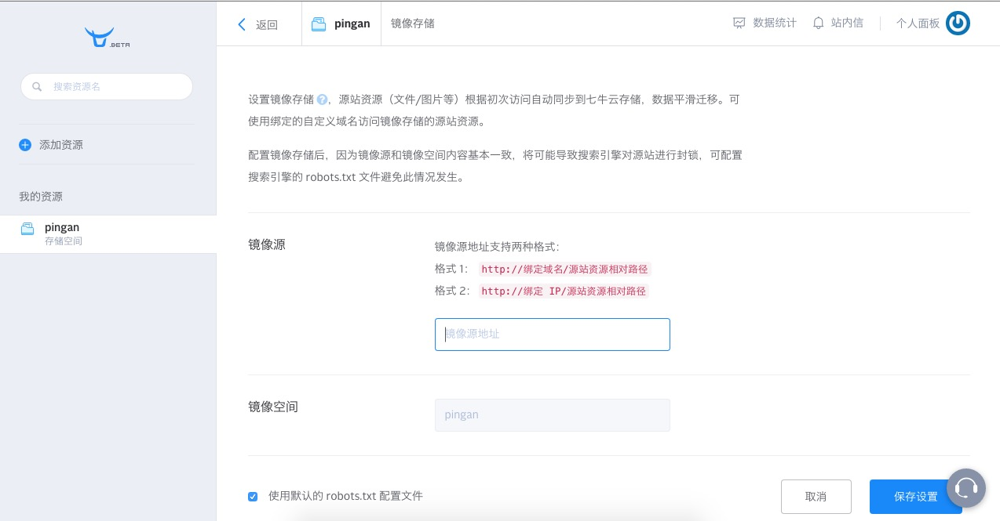 .BETA
搜索资源名
添加资源
我的资源
pingan
存储空间
返回
pingan
镜像存储
数据统计
站内信
个人面板
设置镜像存储?，源站资源（文件/图片等）根据初次访问自动同步到七牛云存储，数据平滑迁移。可
使用绑定的自定义域名访问镜像存储的源站资源。
配置镜像存储后，因为镜像源和镜像空间内容基本一致，将可能导致搜索引擎对源站进行封锁，可配置
搜索引擎的 robots.txt 文件避免此情况发生。
镜像源
镜像源地址支持两种格式：
格式 1： http://绑定域名/源站资源相对路径
格式 2： http://绑定 IP/源站资源相对路径
镜像源地址
镜像空间
pingan
使用默认的 robots.txt 配置文件
取消
保存设置